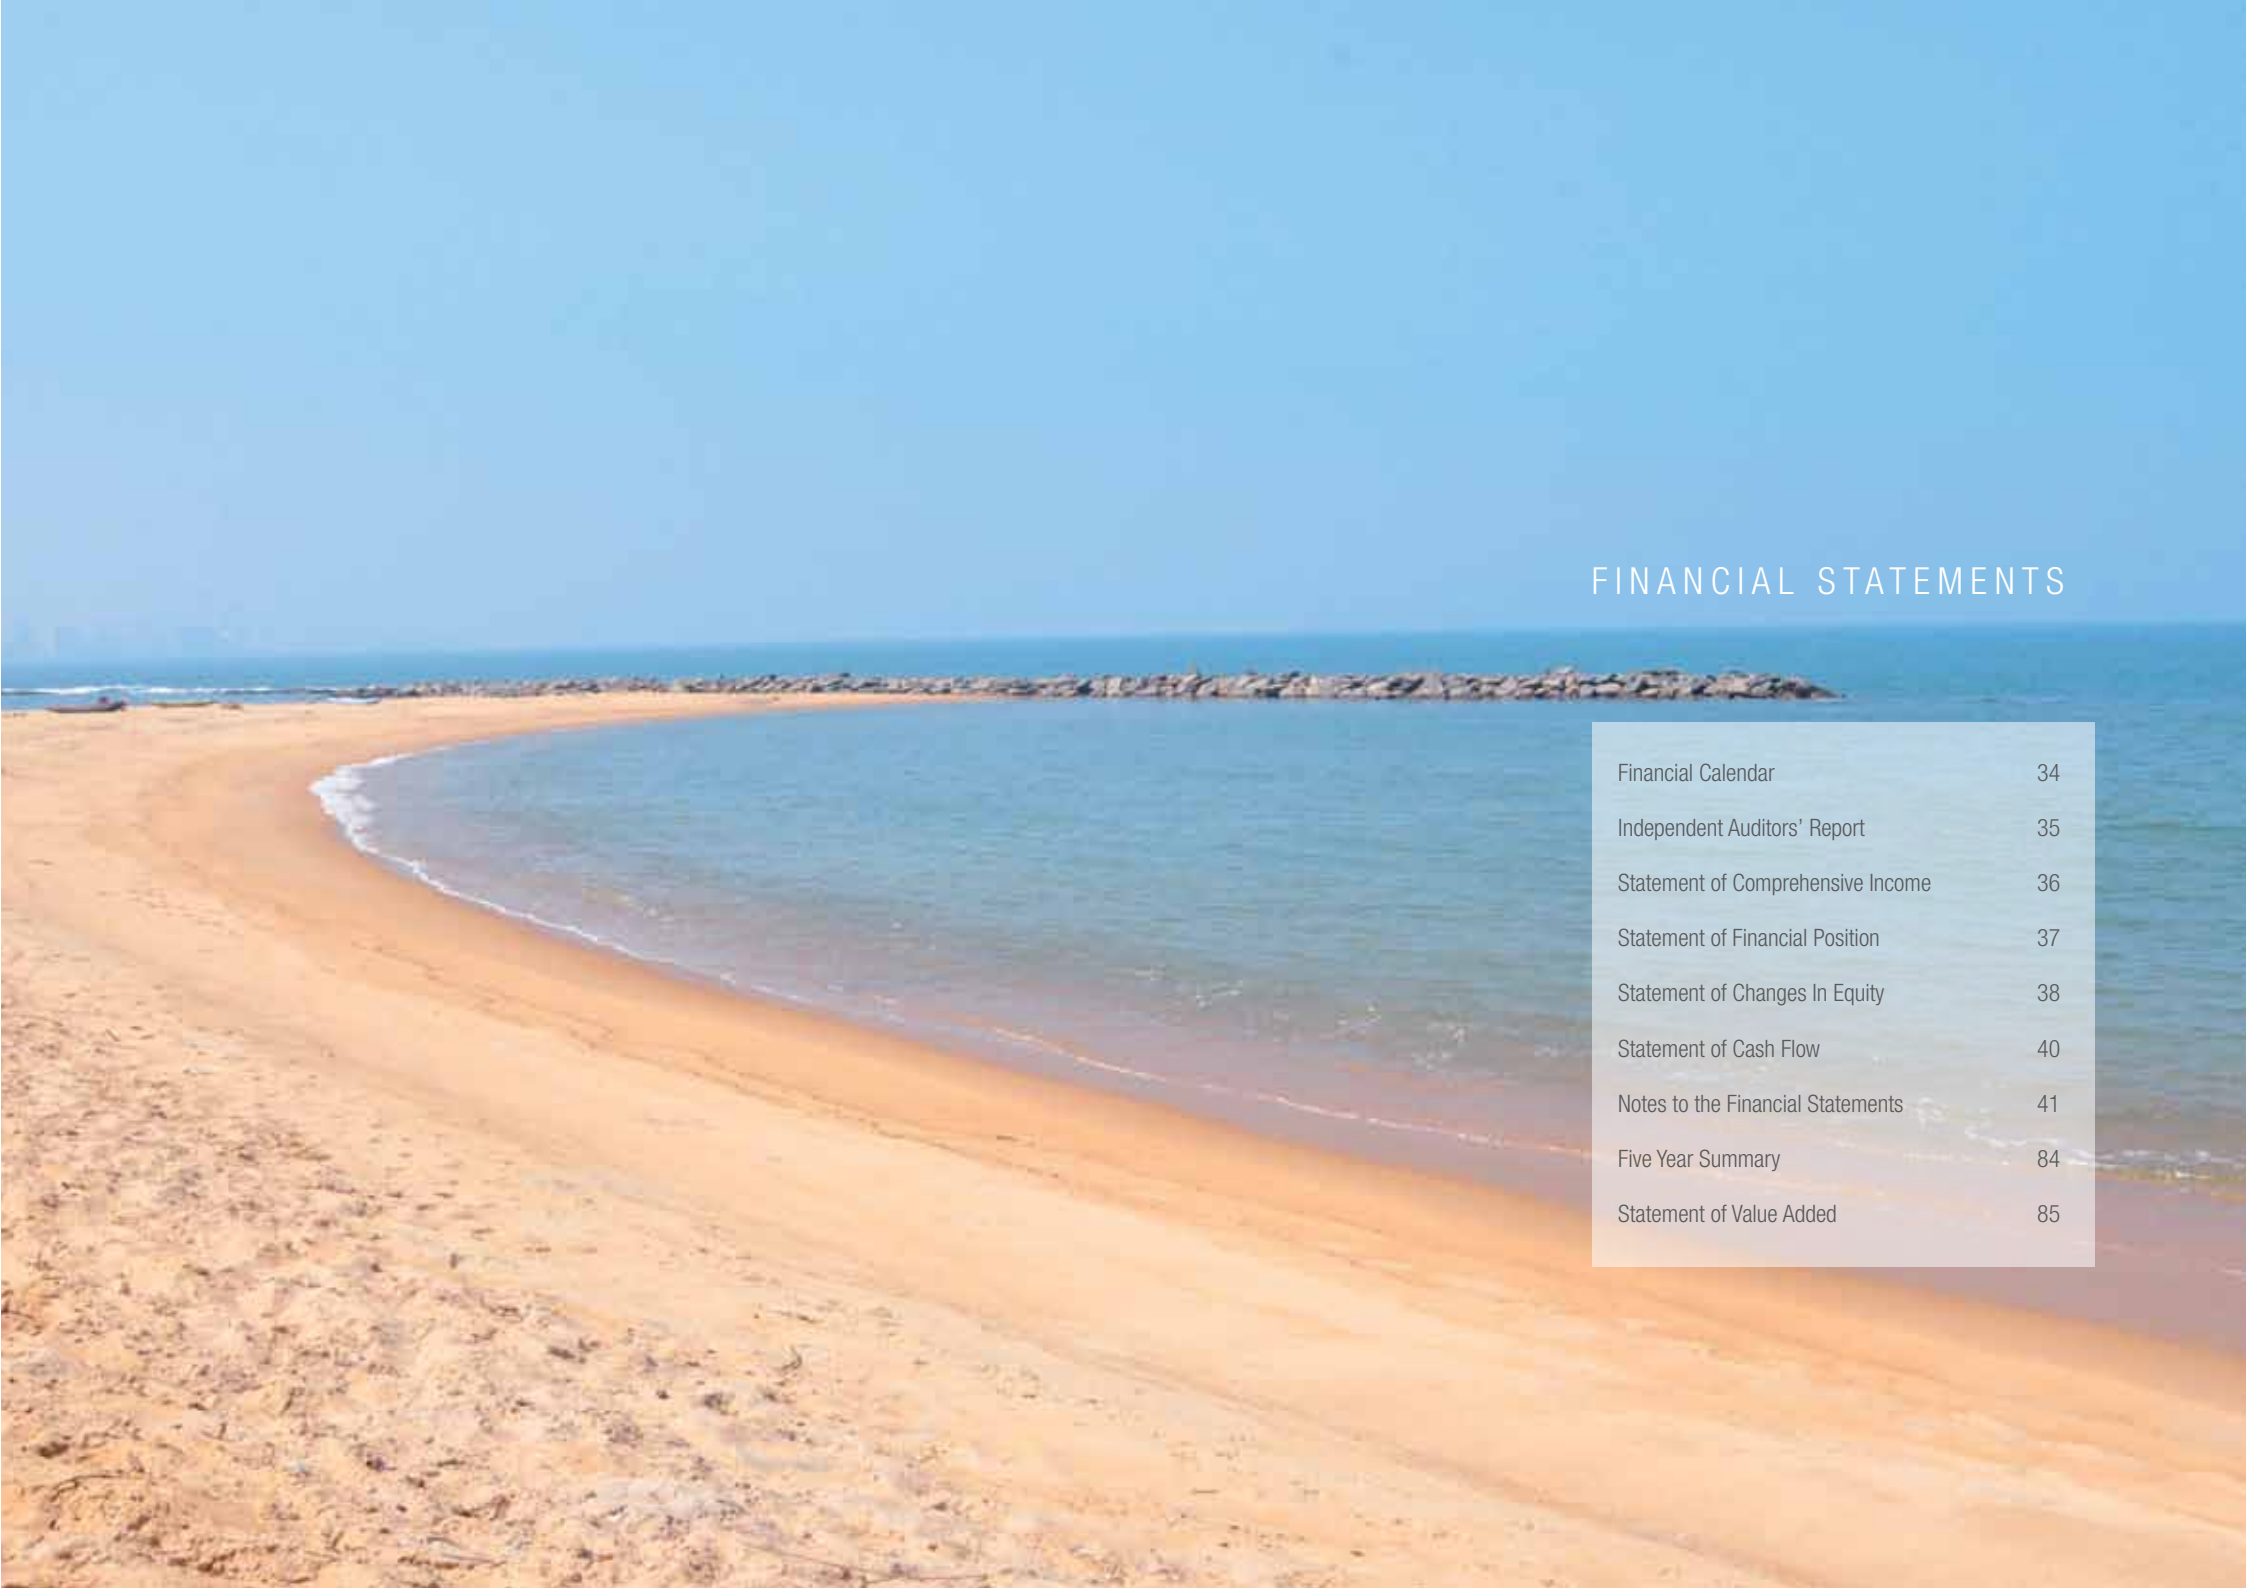 FINANCIAL STATEMENTS
Financial Calendar 34
Independent Auditors' Report 35
Statement of Comprehensive Income 36
Statement of Financial Position 37
Statement of Changes In Equity 38
Statement of Cash Flow 40
Notes to the Financial Statements 41
Five Year Summary 84
Statement of Value Added 85